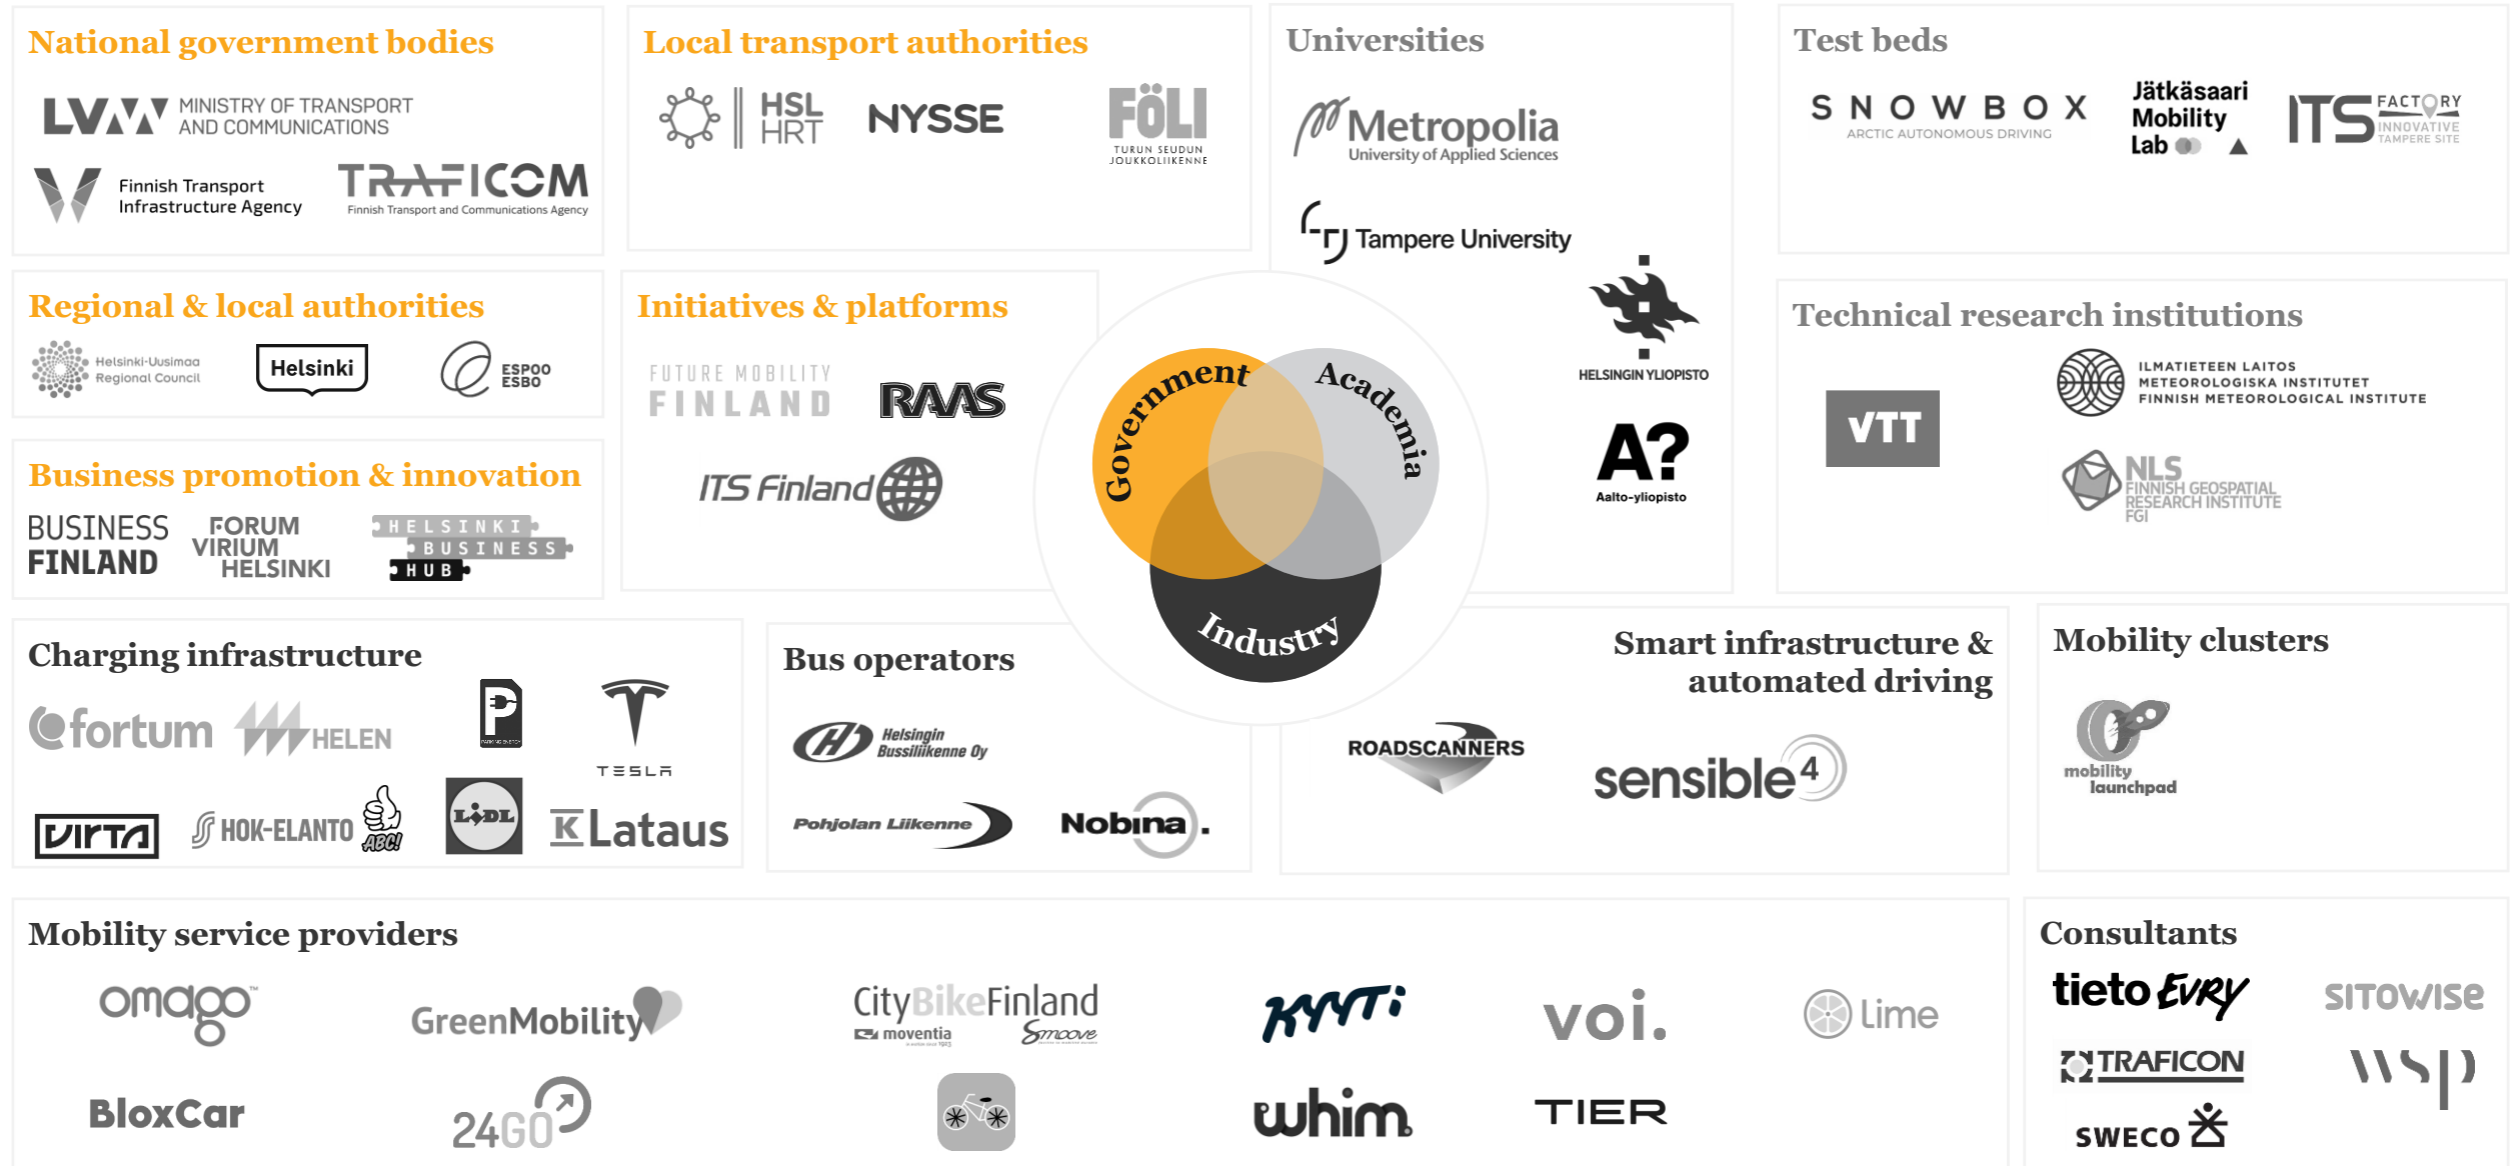 National government bodies
LVM MINISTRY OF TRANSPORT
AND COMMUNICATIONS
Finnish Transport
Infrastructure Agency
TRAFICOM
Finnish Transport and Communications Agency
Local transport authorities
HSL
HRT
NYSSE
FÖLI
TURUN SEUDUN
JOUKKOLIIKENNE
Universities
Metropolia
University of Applied Sciences
Tampere University
HELSINGIN YLIOPISTO
A?
Aalto-yliopisto
Test beds
SNOWBOX
ARCTIC AUTONOMOUS DRIVING
Jätkäsaari
Mobility
Lab
ITS FACTORY
INNOVATIVE
TAMPERE SITE
Regional & local authorities
Helsinki-Uusimaa
Regional Council
Helsinki
ESPOO
ESBO
Initiatives & platforms
FUTURE MOBILITY
FINLAND
RAAS
ITS Finland
Government
Academia
Industry
Technical research institutions
VTT
ILMATIETEEN LAITOS
METEOROLOGISKA INSTITUTET
FINNISH METEOROLOGICAL INSTITUTE
NLS
FINNISH GEOSPATIAL
RESEARCH INSTITUTE
FGI
Business promotion & innovation
BUSINESS
FINLAND
FORUM
VIRIUM
HELSINKI
HELSINKI
BUSINESS
HUB
Charging infrastructure
fortum
HELEN
P
PARKING ENERGY
TESLA
VIRTA
HOK-ELANTO
ABC!
LiDL
K Lataus
Bus operators
Helsingin
Bussiliikenne Oy
Pohjolan Liikenne
Nobina.
Smart infrastructure &
automated driving
ROADSCANNERS
sensible4
Mobility clusters
mobility
launchpad
Mobility service providers
omago™
GreenMobility
CityBikeFinland
moventia
Smoove
KYYTi
voi.
Lime
BloxCar
24GO
whim
TIER
Consultants
tieto EVRY
SITOWISE
TRAFICON
wsp
SWECO